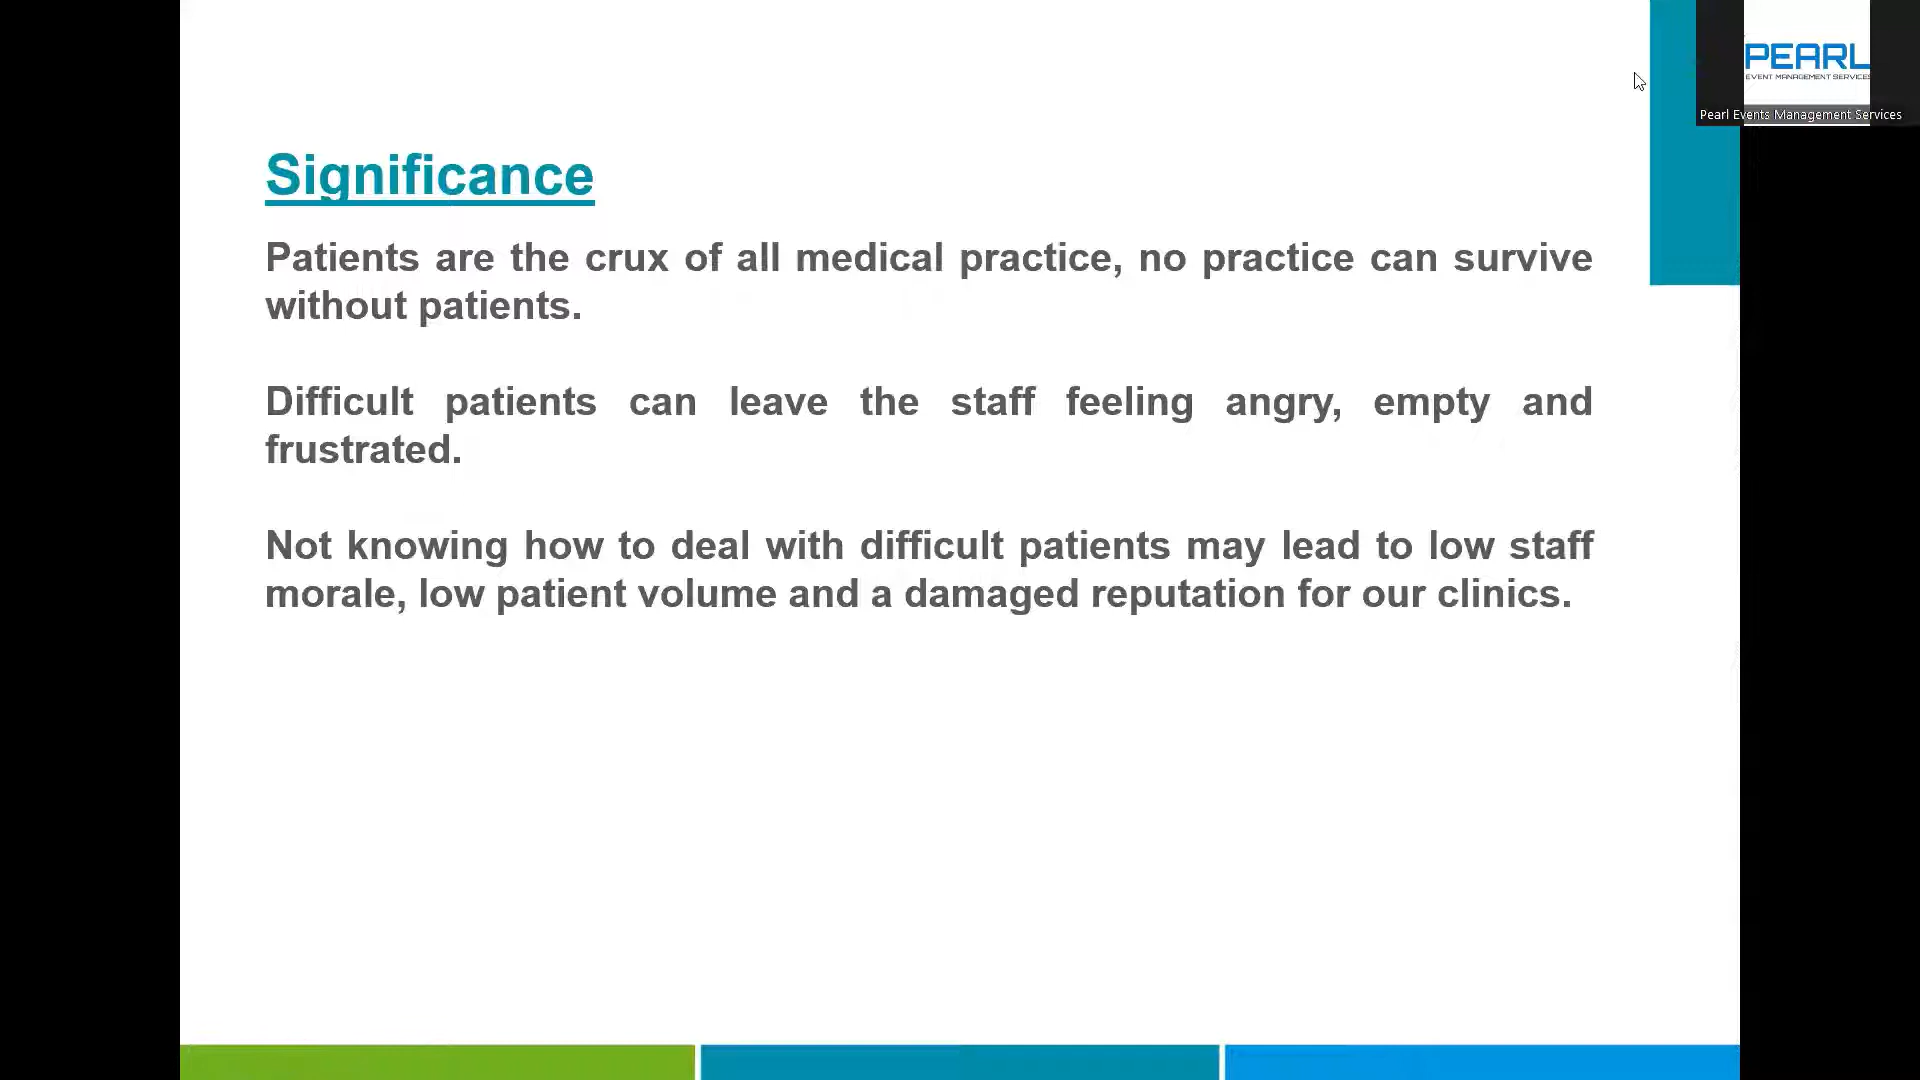 PEARL
EVENT MANAGEMENT SERVICES
Pearl Events Management Services
Significance
Patients are the crux of all medical practice, no practice can survive
without patients.
Difficult patients can leave the staff feeling angry, empty and
frustrated.
Not knowing how to deal with difficult patients may lead to low staff
morale, low patient volume and a damaged reputation for our clinics.